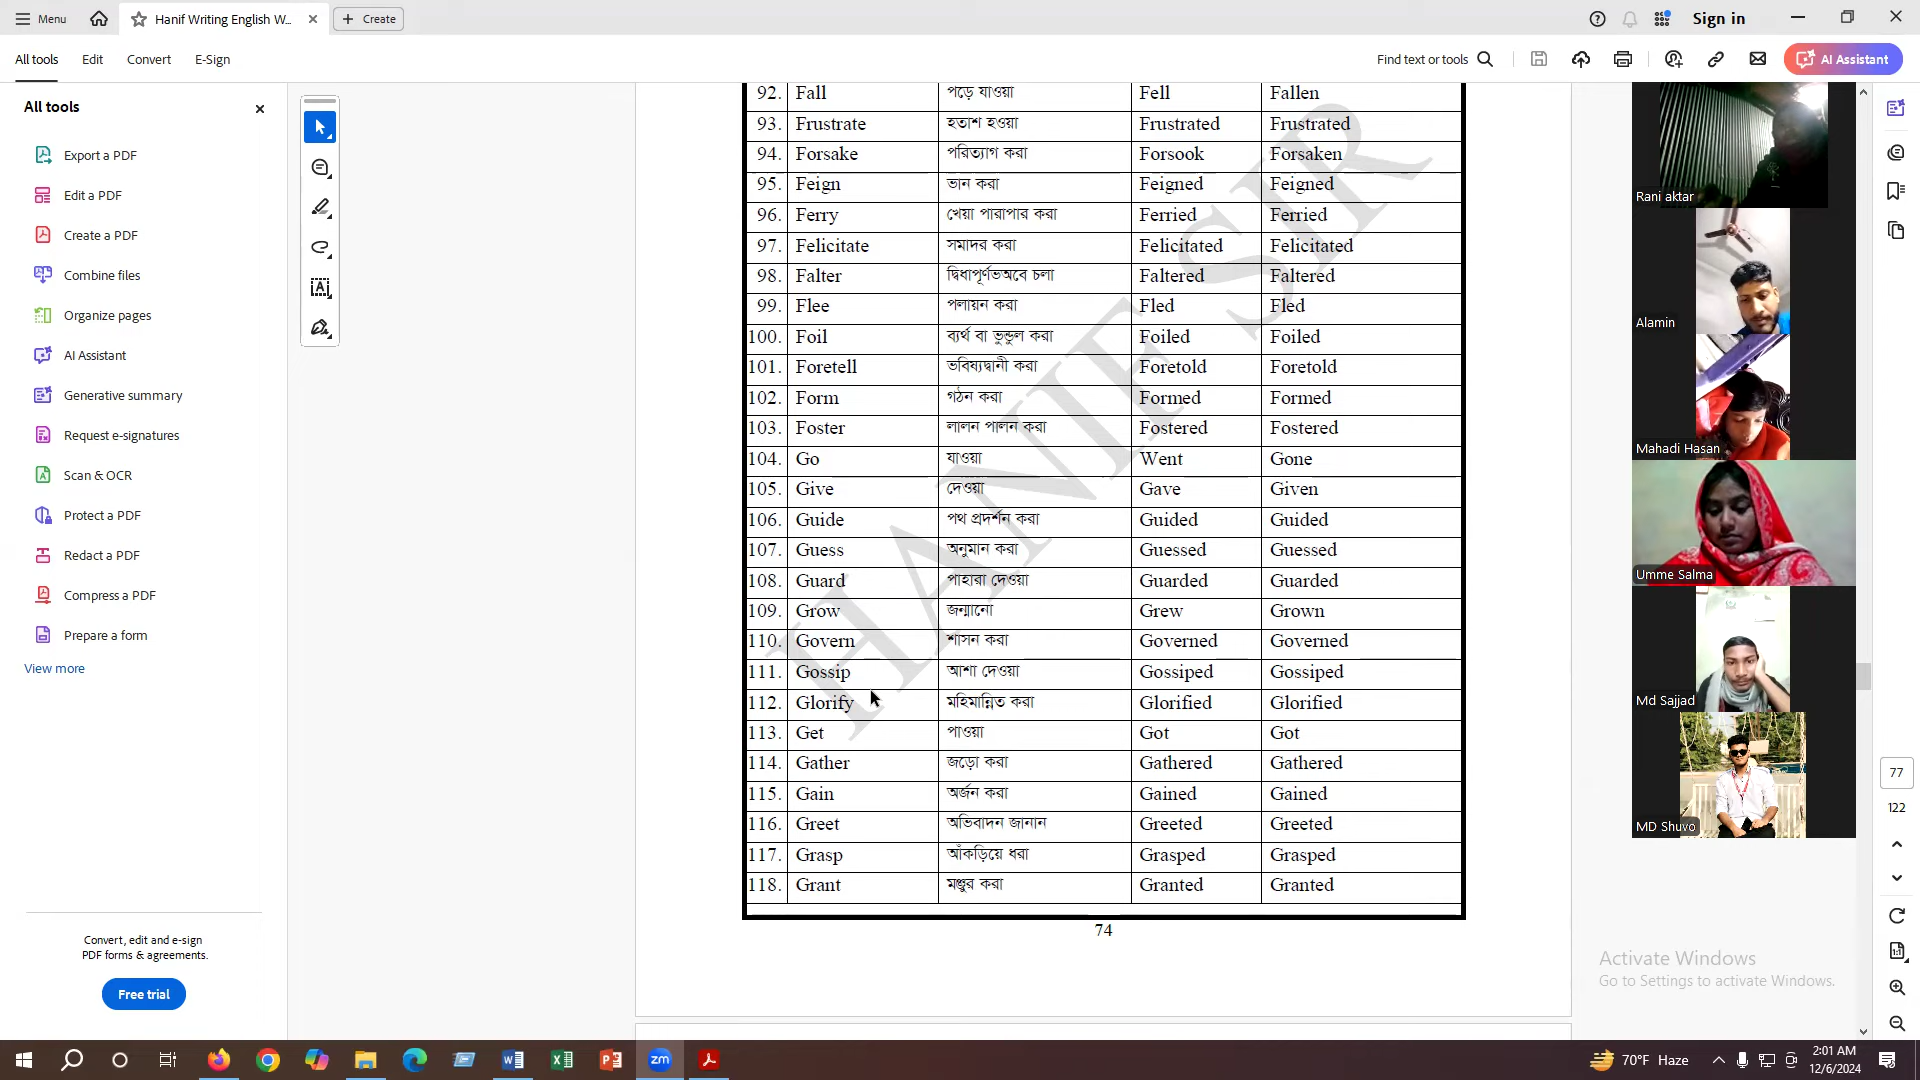 Menu
Hanif Writing English W...
Create
Sign in
All tools
Edit
Convert
E-Sign
Find text or tools
AI Assistant
All tools
Export a PDF
Edit a PDF
Create a PDF
Combine files
Organize pages
AI Assistant
Generative summary
Request e-signatures
Scan & OCR
Protect a PDF
Redact a PDF
Compress a PDF
Prepare a form
View more
Convert, edit and e-sign
PDF forms & agreements.
Free trial
92. Fall পড়ে যাওয়া Fell Fallen
93. Frustrate হতাশ হওয়া Frustrated Frustrated
94. Forsake পরিত্যাগ করা Forsook Forsaken
95. Feign ভান করা Feigned Feigned
96. Ferry খেয়া পারাপার করা Ferried Ferried
97. Felicitate সমাদর করা Felicitated Felicitated
98. Falter দ্বিধাপূর্ণভঅবে চলা Faltered Faltered
99. Flee পলায়ন করা Fled Fled
100. Foil ব্যর্থ বা ভুন্ডুল করা Foiled Foiled
101. Foretell ভবিষ্যদ্বানী করা Foretold Foretold
102. Form গঠন করা Formed Formed
103. Foster লালন পালন করা Fostered Fostered
104. Go যাওয়া Went Gone
105. Give দেওয়া Gave Given
106. Guide পথ প্রদর্শন করা Guided Guided
107. Guess অনুমান করা Guessed Guessed
108. Guard পাহারা দেওয়া Guarded Guarded
109. Grow জন্মানো Grew Grown
110. Govern শাসন করা Governed Governed
111. Gossip আশা দেওয়া Gossiped Gossiped
112. Glorify মহিমান্নিত করা Glorified Glorified
113. Get পাওয়া Got Got
114. Gather জড়ো করা Gathered Gathered
115. Gain অর্জন করা Gained Gained
116. Greet অভিবাদন জানান Greeted Greeted
117. Grasp আঁকড়িয়ে ধরা Grasped Grasped
118. Grant মঞ্জুর করা Granted Granted
74
HANIF SIR
Rani aktar
Alamin
Mahadi Hasan
Umme Salma
Md Sajjad
MD Shuvo
77
122
Activate Windows
Go to Settings to activate Windows.
zm
70°F Haze
2:01 AM
12/6/2024